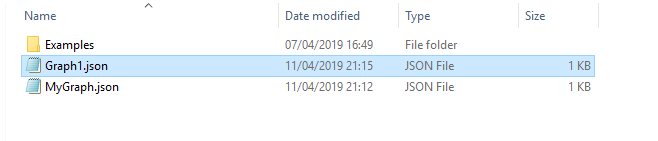 Name Date modified Type Size
Examples 07/04/2019 16:49 File folder
Graph1.json 11/04/2019 21:15 JSON File 1 KB
MyGraph.json 11/04/2019 21:12 JSON File 1 KB